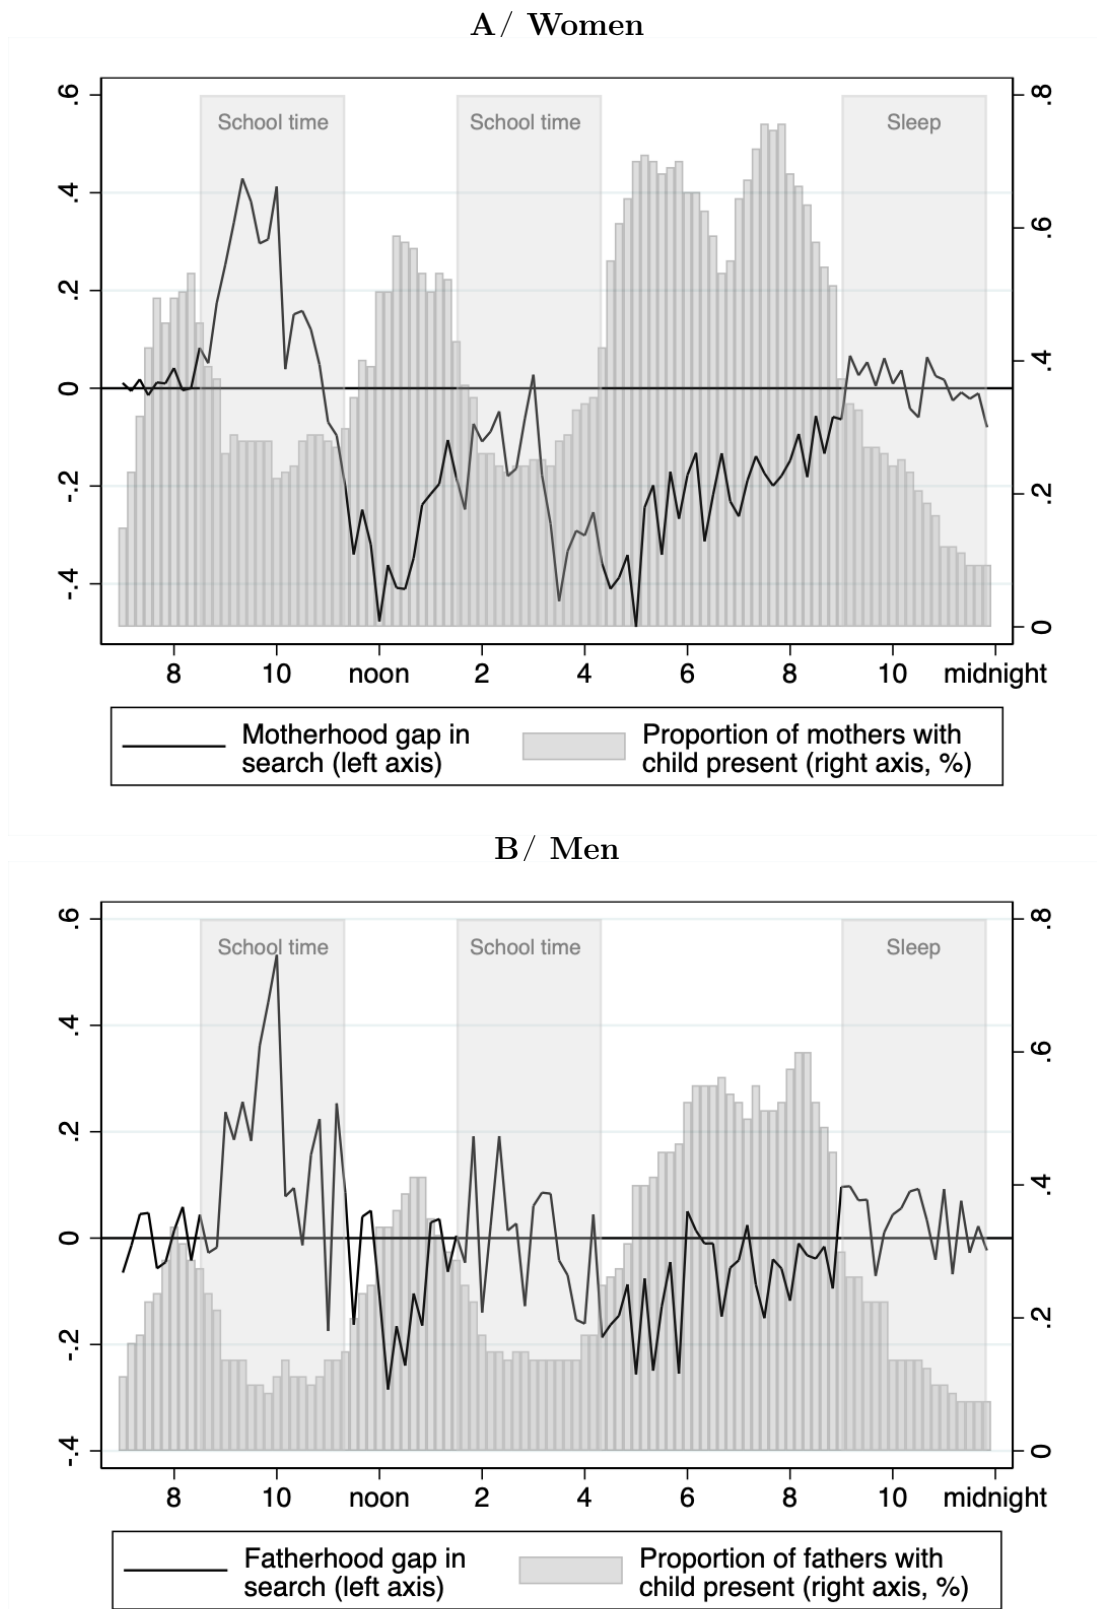 A/ Women
.6
.4
.2
0
-.2
-.4
.8
.6
.4
.2
0
School time
School time
Sleep
8 10 noon 2 4 6 8 10 midnight
Motherhood gap in
search (left axis)
Proportion of mothers with
child present (right axis, %)
B/ Men
.6
.4
.2
0
-.2
-.4
.8
.6
.4
.2
0
School time
School time
Sleep
8 10 noon 2 4 6 8 10 midnight
Fatherhood gap in
search (left axis)
Proportion of fathers with
child present (right axis, %)